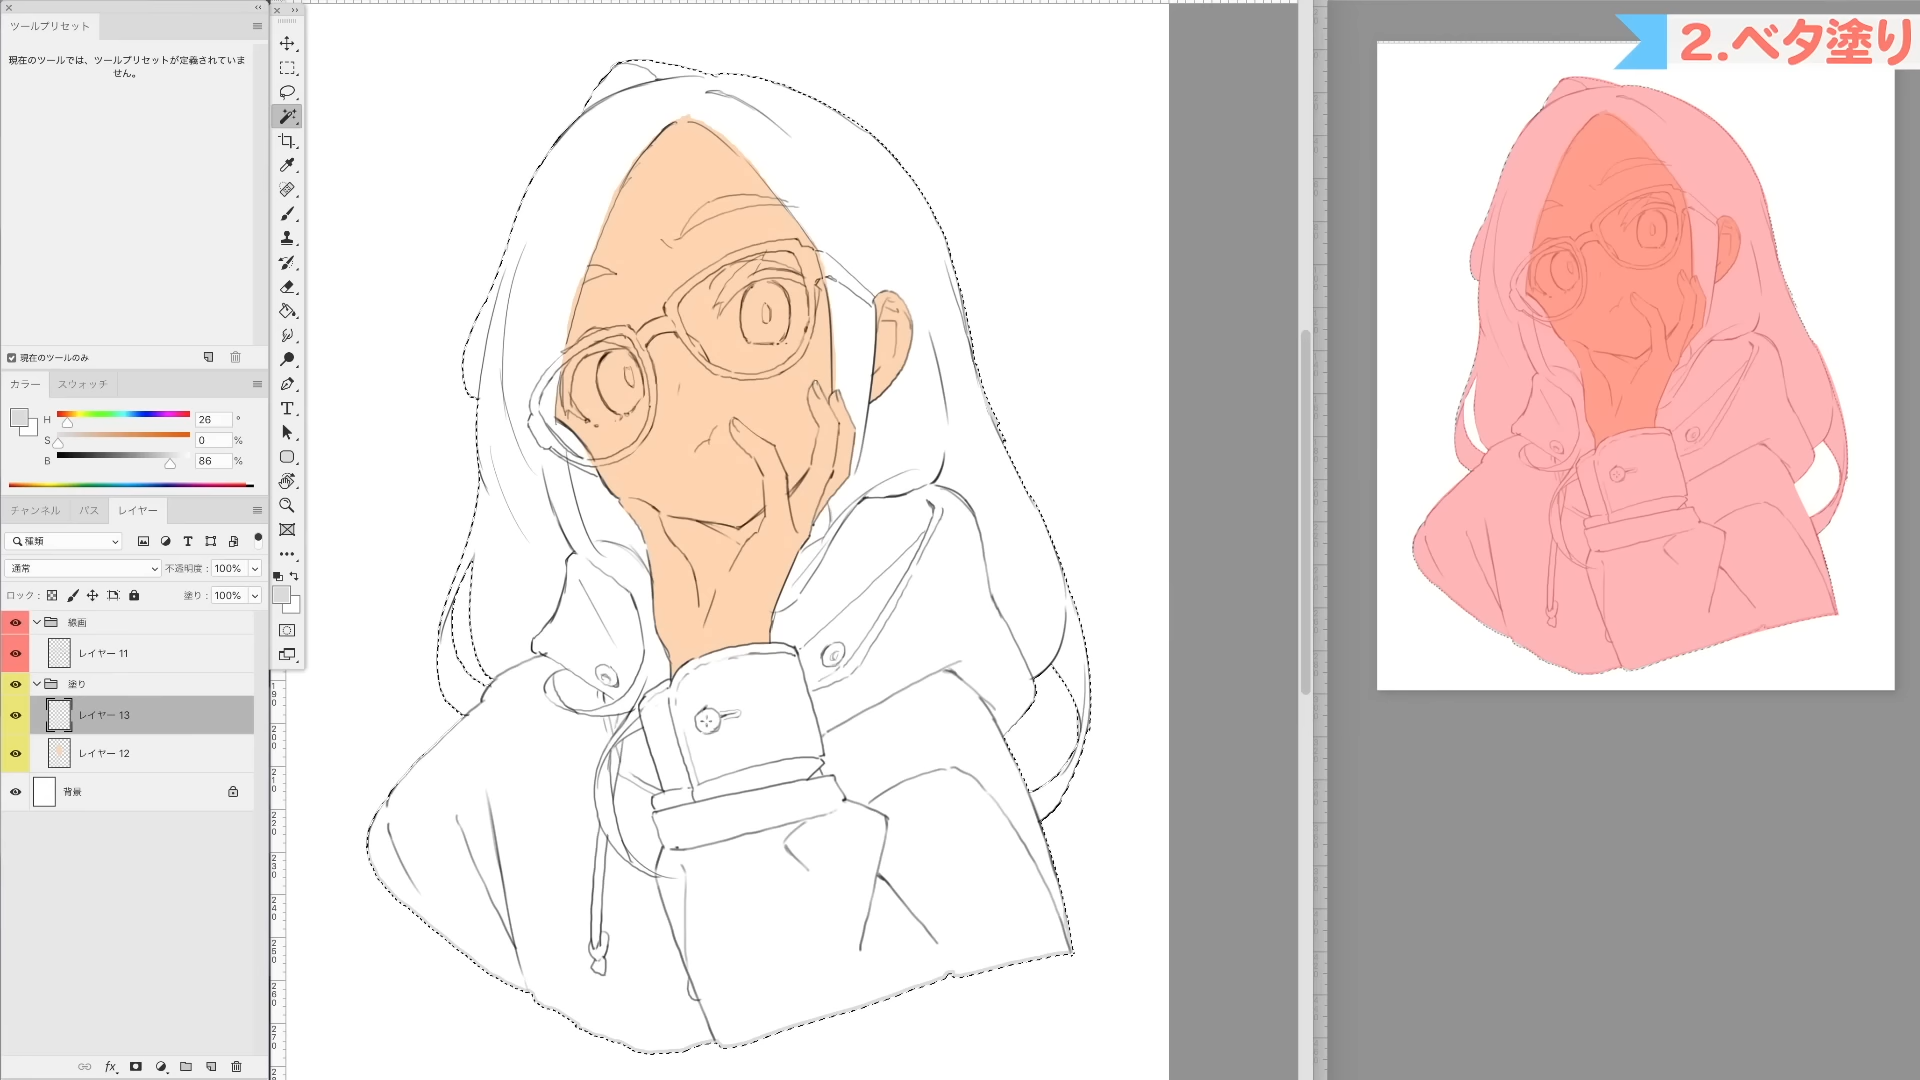 ツールプリセット
現在のツールでは、ツールプリセットが定義されていま
せん。
現在のツールのみ
カラー
スウォッチ
H 26 °
S 0 %
B 86 %
チャンネル
パス
レイヤー
種類
通常
不透明度 : 100%
ロック :
塗り : 100%
線画
レイヤー 11
塗り
レイヤー 13
レイヤー 12
背景
fx
2.ベタ塗り